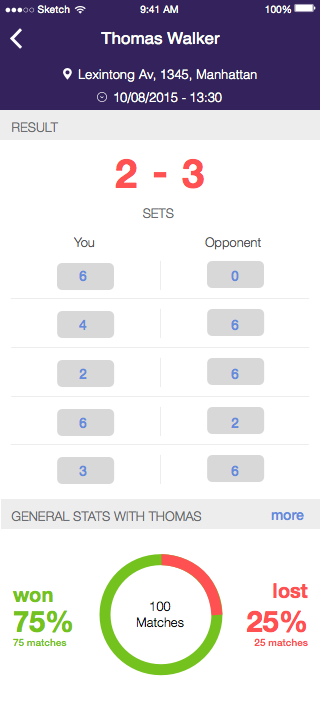 Sketch 9:41 AM 100%
Thomas Walker
Lexintong Av, 1345, Manhattan
10/08/2015 - 13:30
RESULT
2 - 3
SETS
You Opponent
6 0
4 6
2 6
6 2
3 6
GENERAL STATS WITH THOMAS more
won
75%
75 matches
100
Matches
lost
25%
25 matches